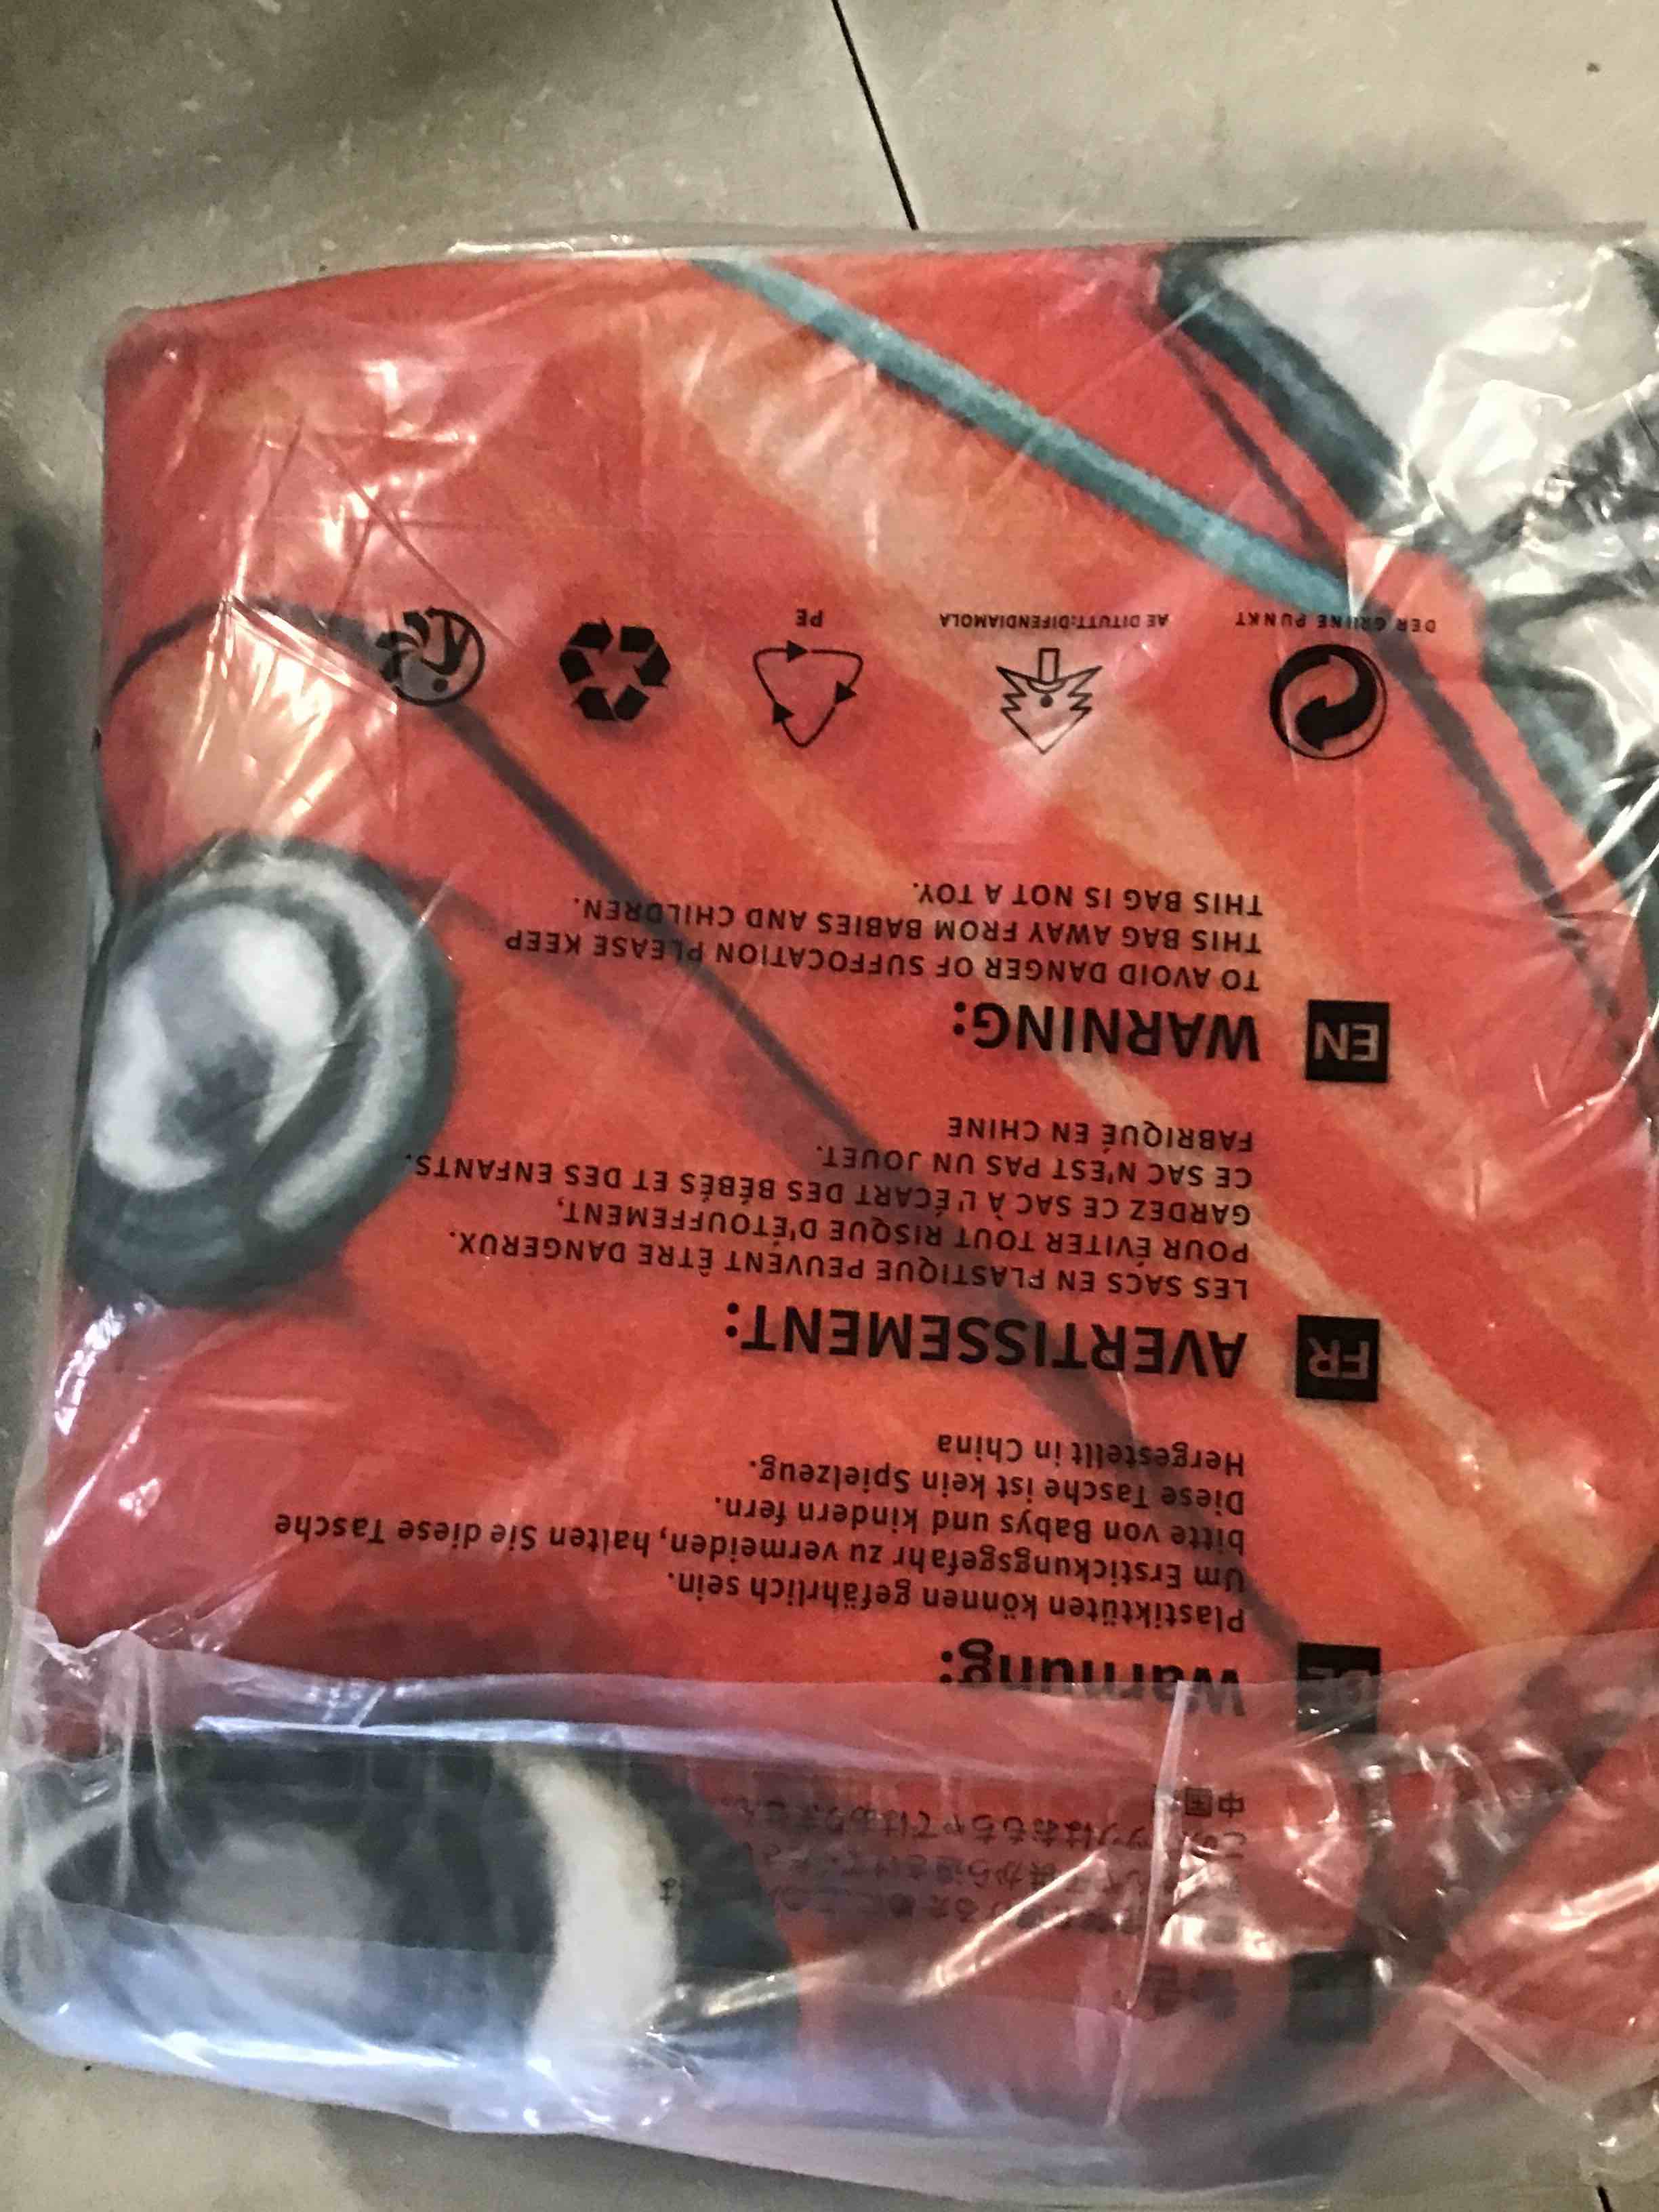 DE
Warnung:
Plastiktüten können gefährlich sein.
Um Erstickungsgefahr zu vermeiden, halten Sie diese Tasche
bitte von Babys und kindern fern.
Diese Tasche ist kein Spielzeug.
Hergestellt in China
FR
AVERTISSEMENT:
LES SACS EN PLASTIQUE PEUVENT ÊTRE DANGERUX.
POUR ÉVITER TOUT RISQUE D'ÉTOUFFEMENT,
GARDEZ CE SAC À L'ÉCART DES BÉBÉS ET DES ENFANTS.
CE SAC N'EST PAS UN JOUET.
FABRIQUÉ EN CHINE
EN
WARNING:
TO AVOID DANGER OF SUFFOCATION PLEASE KEEP
THIS BAG AWAY FROM BABIES AND CHILDREN.
THIS BAG IS NOT A TOY.
DER GRÜNE PUNKT
AE DITUTT:DIFENDIAMOLA
PE